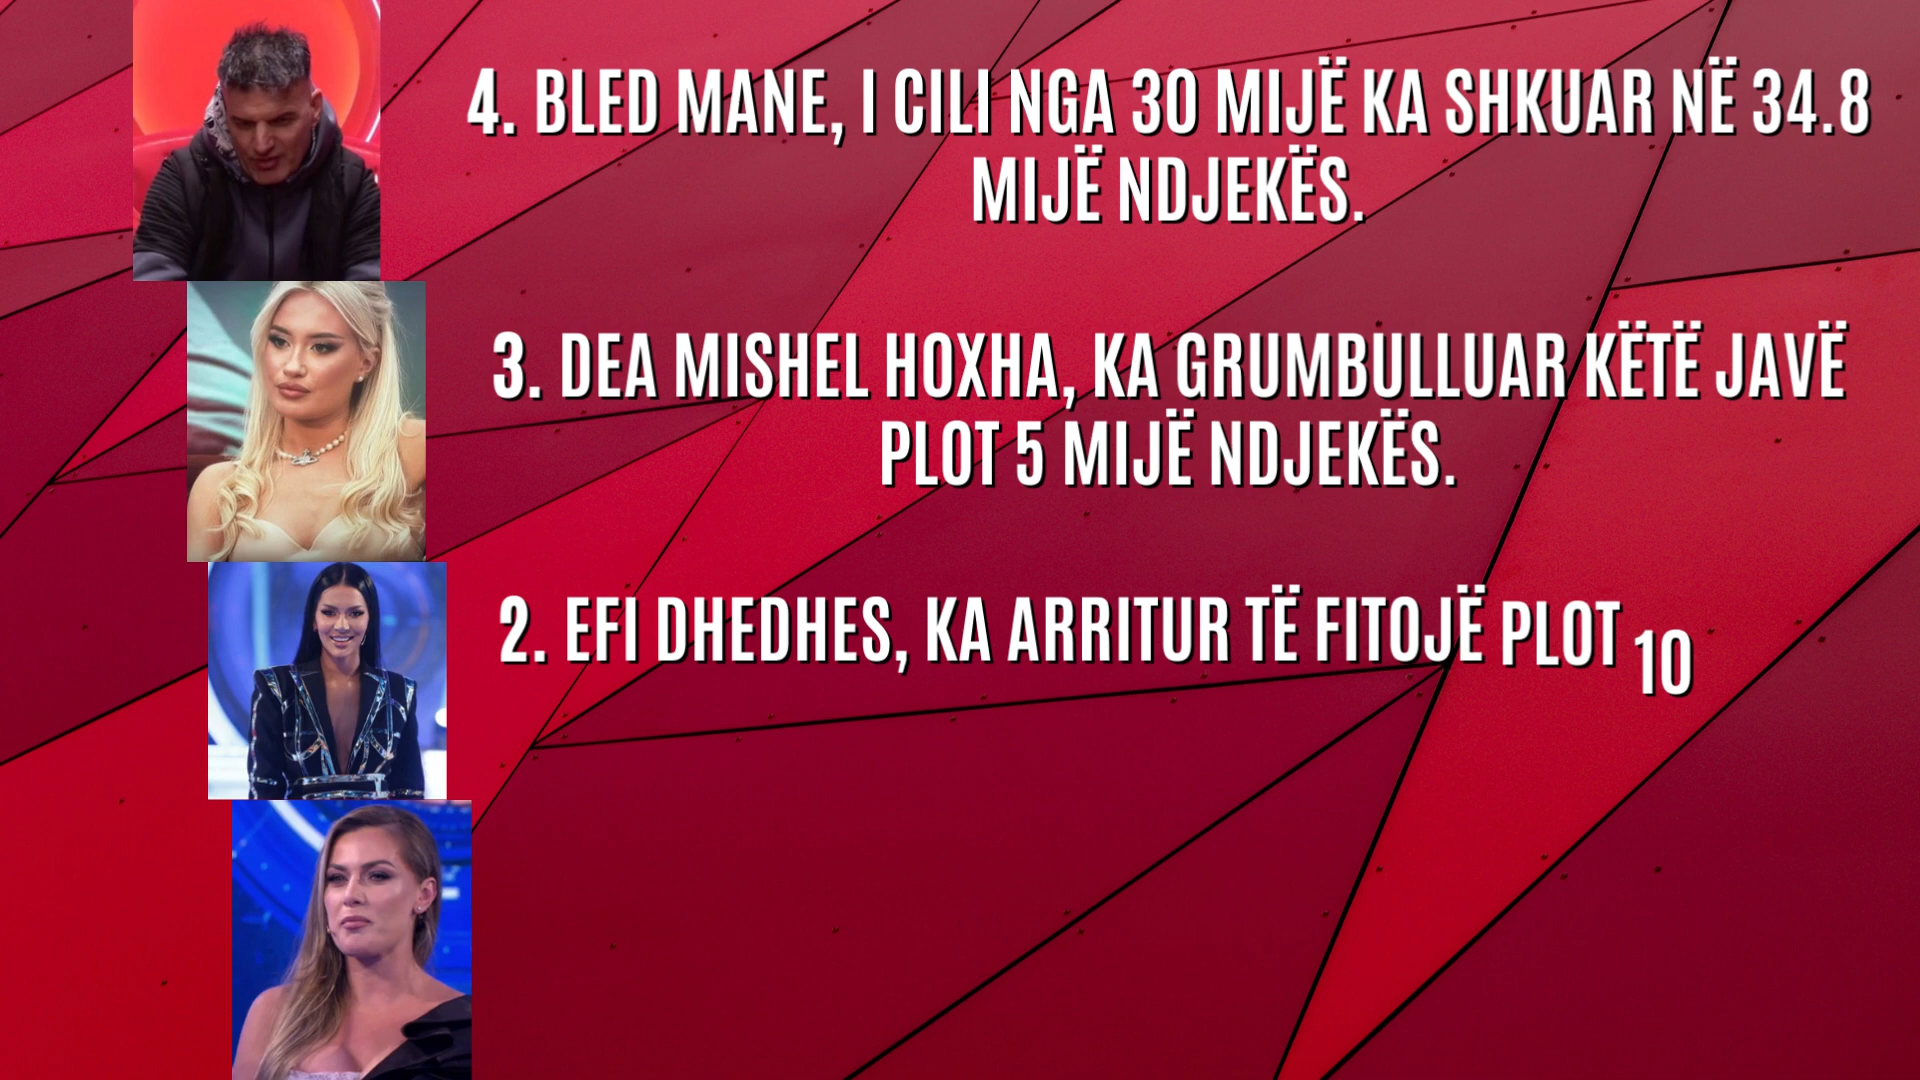 4. BLED MANE, I CILI NGA 30 MIJË KA SHKUAR NË 34.8
MIJË NDJEKËS.
3. DEA MISHEL HOXHA, KA GRUMBULLUAR KËTË JAVË
PLOT 5 MIJË NDJEKËS.
2. EFI DHEDHES, KA ARRITUR TË FITOJË PLOT 10